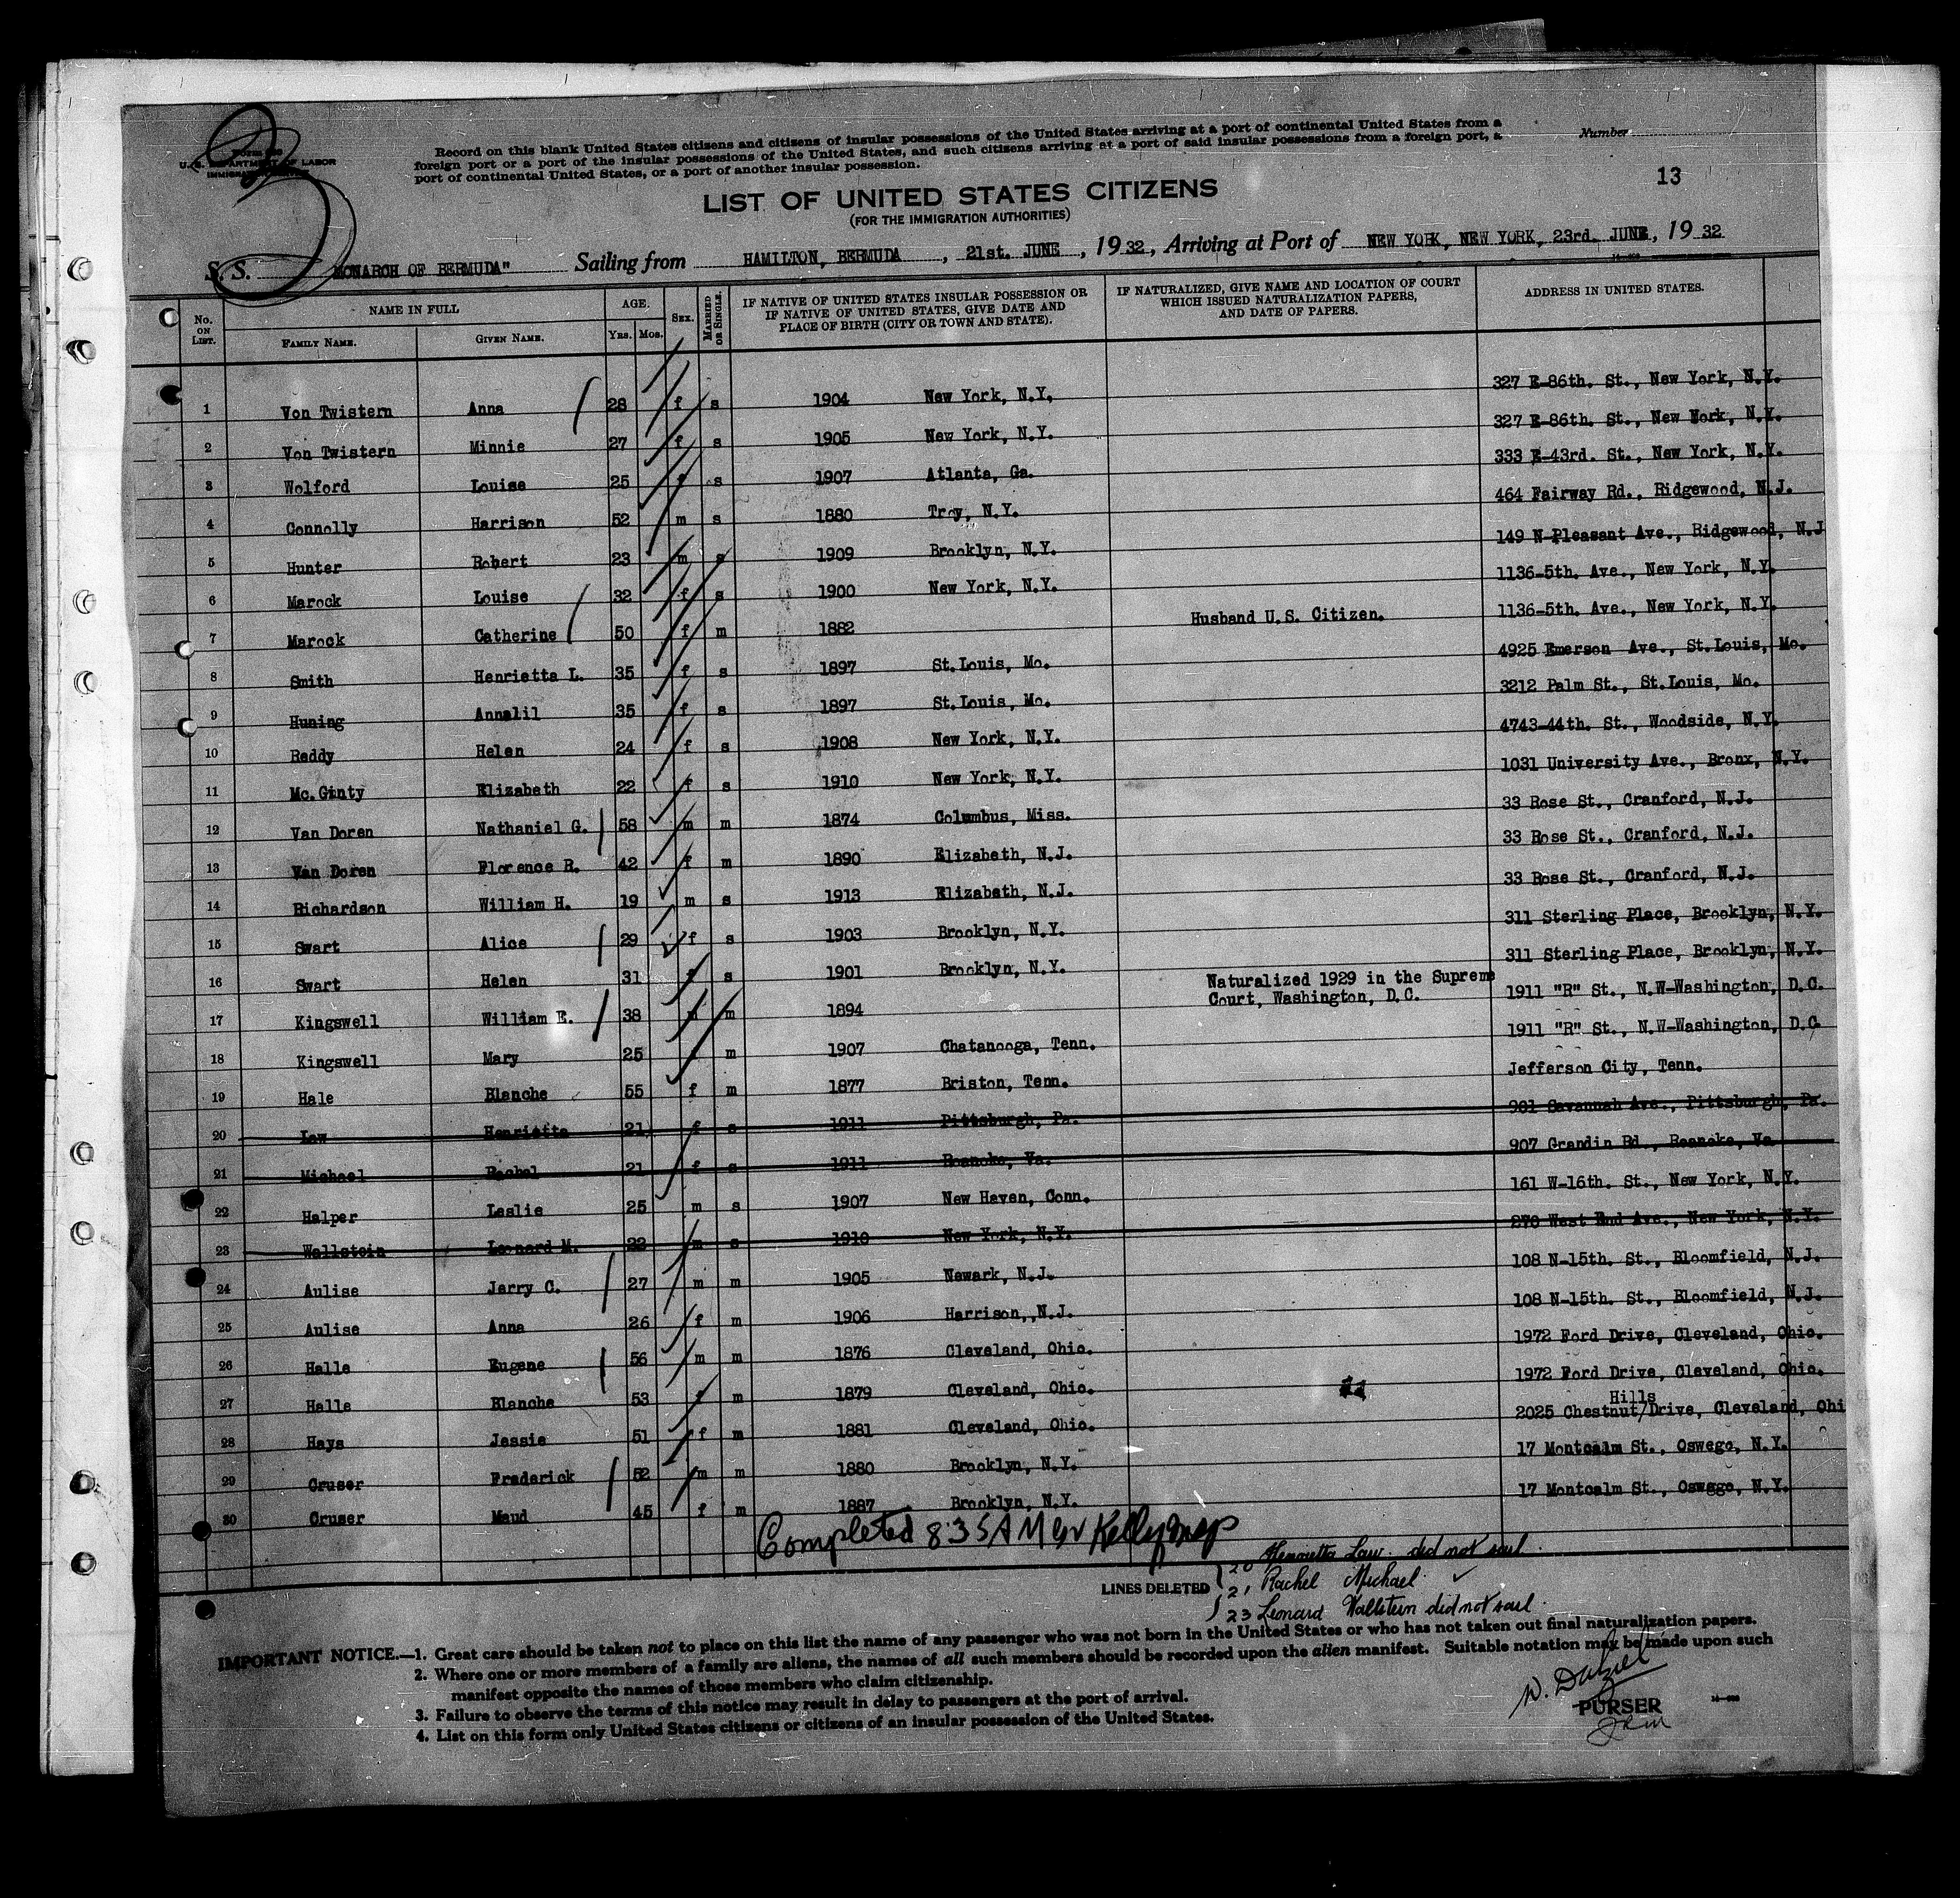 U.S. DEPARTMENT OF LABOR
Record on this blank United States citizens and citizens of insular possessions of the United States arriving at a port of continental United States from a
foreign port or a port of the insular possessions of the United States, and such citizens arriving at a port of said insular possessions from a foreign port, a
port of continental United States, or a port of another insular possession.
Number
13
LIST OF UNITED STATES CITIZENS
(FOR THE IMMIGRATION AUTHORITIES)
S. S. MONARCH OF BERMUDA" Sailing from HAMILTON, BERMUDA, 21st. JUNE, 1932, Arriving at Port of NEW YORK, NEW YORK, 23rd. JUNE, 1932
No. ON LIST. NAME IN FULL FAMILY NAME. GIVEN NAME. AGE. YRS. MOS. SEX. MARRIED OR SINGLE. IF NATIVE OF UNITED STATES INSULAR POSSESSION OR IF NATIVE OF UNITED STATES, GIVE DATE AND PLACE OF BIRTH (CITY OR TOWN AND STATE). IF NATURALIZED, GIVE NAME AND LOCATION OF COURT WHICH ISSUED NATURALIZATION PAPERS, AND DATE OF PAPERS. ADDRESS IN UNITED STATES.
1 Von Twistern Anna 28 f s 1904 New York, N.Y. 327 E-86th. St., New York, N.Y.
2 Von Twistern Minnie 27 f s 1905 New York, N.Y. 327 E-86th. St., New York, N.Y.
3 Wolford Louise 25 f s 1907 Atlanta, Ga. 333 E-43rd. St., New York, N.Y.
4 Connolly Harrison 52 m s 1880 Troy, N.Y. 464 Fairway Rd., Ridgewood, N.J.
5 Hunter Robert 23 m s 1909 Brooklyn, N.Y. 149 N-Pleasant Ave., Ridgewood, N.J
6 Marock Louise 32 f s 1900 New York, N.Y. 1136-5th. Ave., New York, N.Y.
7 Marock Catherine 50 f m 1882 Husband U.S. Citizen. 1136-5th. Ave., New York, N.Y.
8 Smith Henrietta L. 35 f s 1897 St.Louis, Mo. 4925 Emerson Ave., St.Louis, Mo.
9 Huning Annalil 35 f s 1897 St.Louis, Mo. 3212 Palm St., St.Louis, Mo.
10 Reddy Helen 24 f s 1908 New York, N.Y. 4743-44th. St., Woodside, N.Y.
11 Mc.Ginty Elizabeth 22 f s 1910 New York, N.Y. 1031 University Ave., Bronx, N.Y.
12 Van Doren Nathaniel G. 58 m m 1874 Columbus, Miss. 33 Rose St., Cranford, N.J.
13 Van Doren Florence R. 42 f m 1890 Elizabeth, N.J. 33 Rose St., Cranford, N.J.
14 Richardson William H. 19 m s 1913 Elizabeth, N.J. 33 Rose St., Cranford, N.J.
15 Swart Alice 29 f s 1903 Brooklyn, N.Y. 311 Sterling Place, Brooklyn, N.Y.
16 Swart Helen 31 f s 1901 Brooklyn, N.Y. 311 Sterling Place, Brooklyn, N.Y.
17 Kingswell William E. 38 m m 1894 Naturalized 1929 in the Supreme Court, Washington, D.C. 1911 "R" St., N.W-Washington, D.C.
18 Kingswell Mary 25 m 1907 Chatanooga, Tenn. 1911 "R" St., N.W-Washington, D.C
19 Hale Blanche 55 f m 1877 Briston, Tenn. Jefferson City, Tenn.
20 Law Henrietta 21 f s 1911 Pittsburgh, Pa. 901 Savannah Ave., Pittsburgh, Pa.
21 Michael Rachel 21 f s 1911 Roanoke, Va. 907 Grandin Rd., Roanoke, Va
22 Halper Leslie 25 m s 1907 New Haven, Conn. 161 W-16th. St., New York, N.Y.
23 Wallstein Leonard M. 22 m s 1910 New York, N.Y. 270 West End Ave., New York, N.Y.
24 Aulise Jerry C. 27 m m 1905 Newark, N.J. 108 N-15th. St., Bloomfield, N.J.
25 Aulise Anna 26 f m 1906 Harrison,,N.J. 108 N-15th. St., Bloomfield, N.J.
26 Halle Eugene 56 m m 1876 Cleveland, Ohio. 1972 Ford Drive, Cleveland, Ohio.
27 Halle Blanche 53 f m 1879 Cleveland, Ohio. 1972 Ford Drive, Cleveland, Ohio.
28 Hays Jessie 51 f m 1881 Cleveland, Ohio. 2025 Chestnut/Hills Drive, Cleveland, Ohi
29 Cruser Frederick 52 m m 1880 Brooklyn, N.Y. 17 Montcalm St., Oswego, N.Y.
30 Cruser Maud 45 f m 1887 Brooklyn, N.Y. 17 Montcalm St., Oswego, N.Y.
Completed 8 35 AM Kelly Insp
LINES DELETED
20 Henrietta Law did not sail.
21 Rachel Michael
23 Leonard Wallstein did not sail.
IMPORTANT NOTICE.—1. Great care should be taken not to place on this list the name of any passenger who was not born in the United States or who has not taken out final naturalization papers.
2. Where one or more members of a family are aliens, the names of all such members should be recorded upon the alien manifest. Suitable notation may be made upon such
manifest opposite the names of those members who claim citizenship.
3. Failure to observe the terms of this notice may result in delay to passengers at the port of arrival.
4. List on this form only United States citizens or citizens of an insular possession of the United States.
PURSER